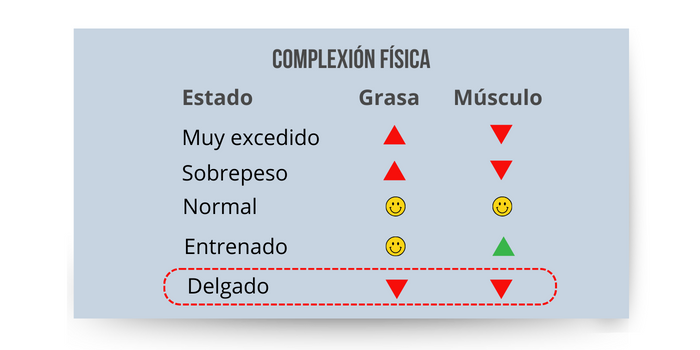 COMPLEXIÓN FÍSICA
Estado Grasa Músculo
Muy excedido
Sobrepeso
Normal
Entrenado
Delgado